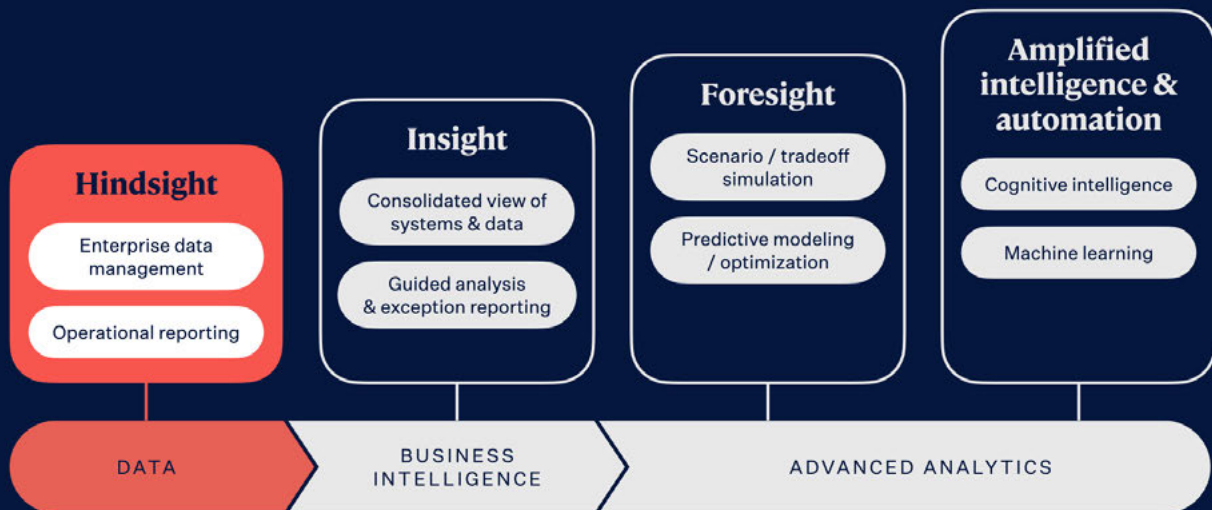 Hindsight
Enterprise data
management
Operational reporting
Insight
Consolidated view of
systems & data
Guided analysis
& exception reporting
Foresight
Scenario / tradeoff
simulation
Predictive modeling
/ optimization
Amplified
intelligence &
automation
Cognitive intelligence
Machine learning
DATA
BUSINESS
INTELLIGENCE
ADVANCED ANALYTICS